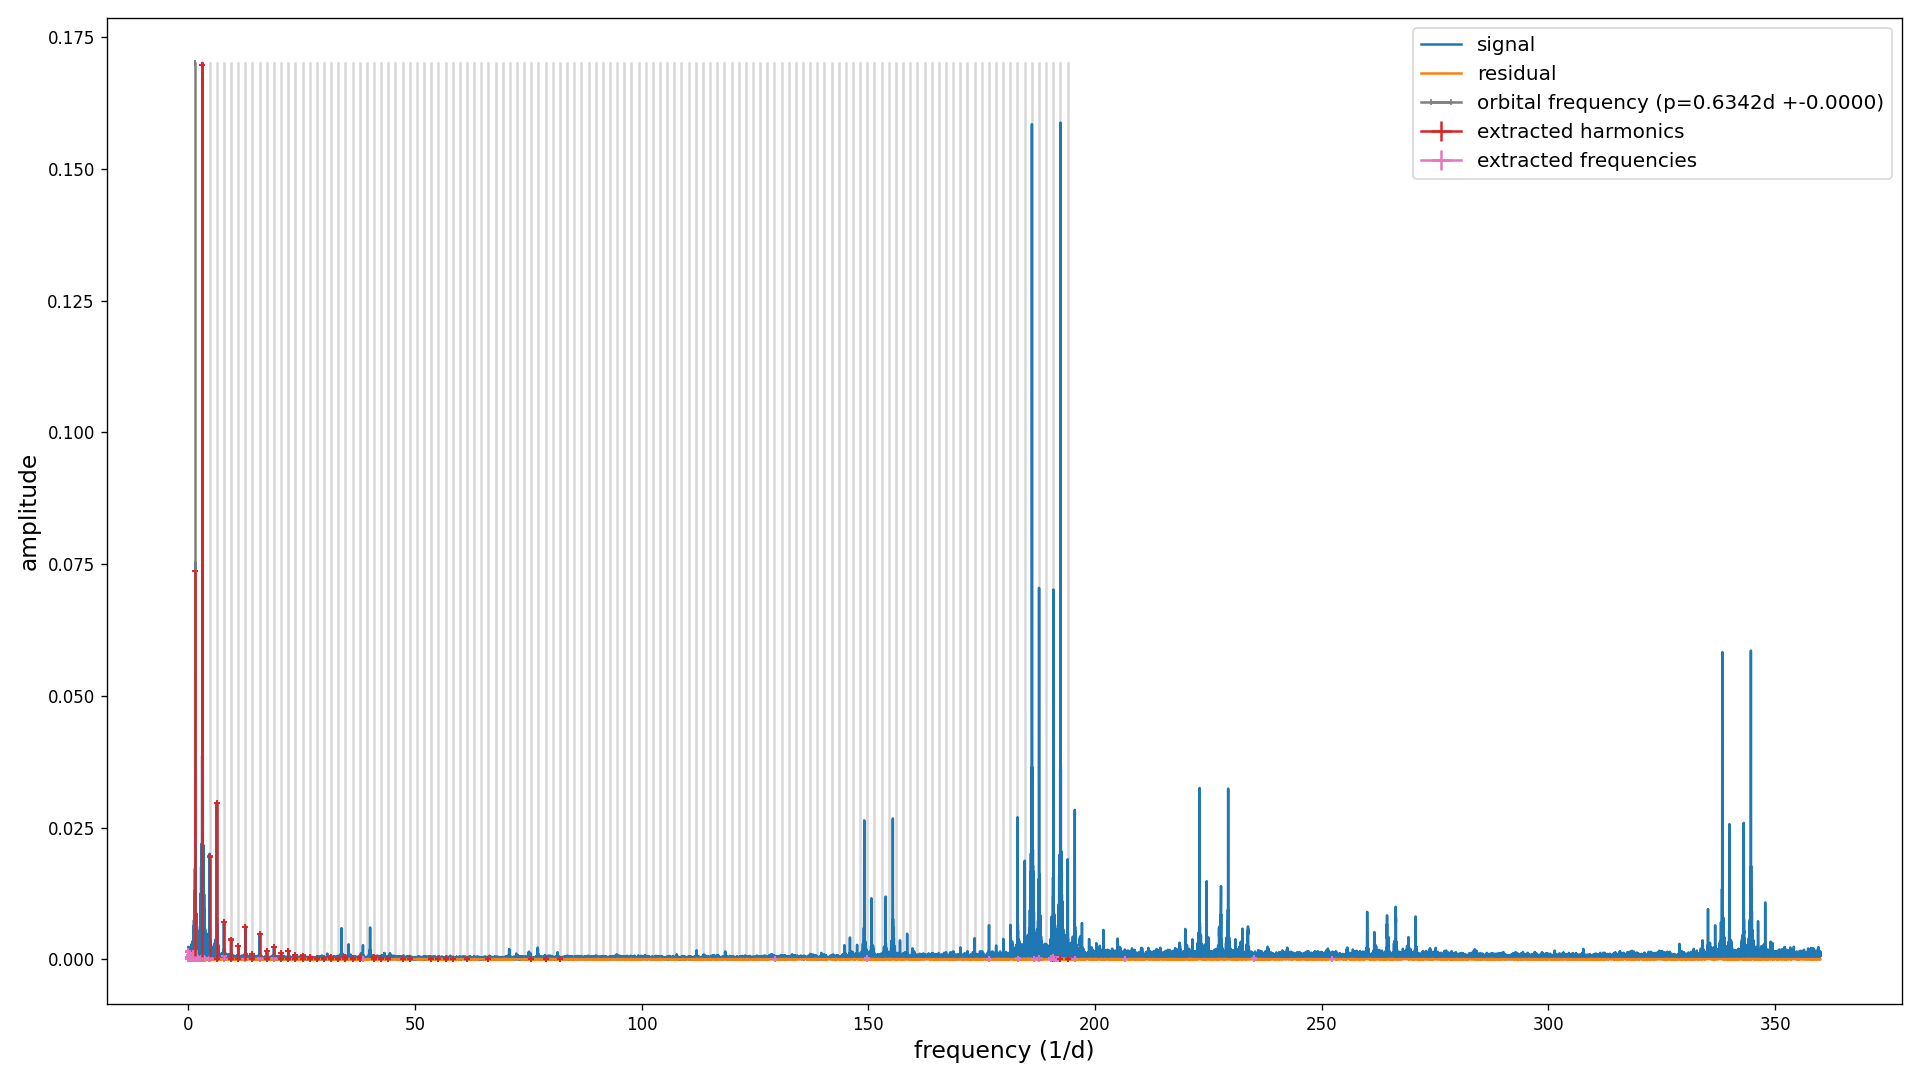 0.175
0.150
0.125
0.100
0.075
0.050
0.025
0.000
amplitude
0 50 100 150 200 250 300 350
frequency (1/d)
signal
residual
orbital frequency (p=0.6342d +-0.0000)
extracted harmonics
extracted frequencies